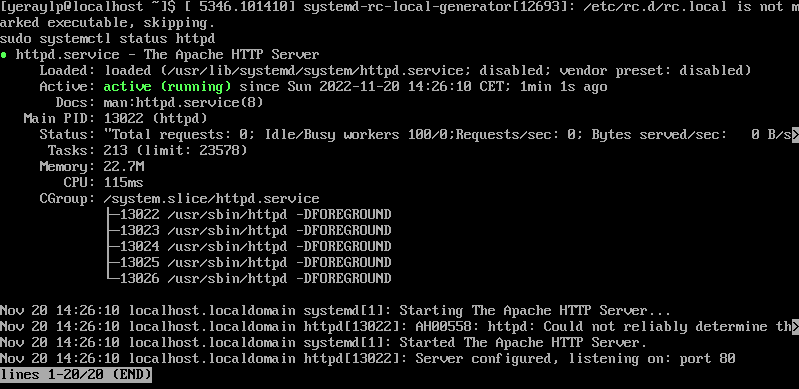 [yeraylp@localhost ~]$ [ 5346.101410] systemd-rc-local-generator[12693]: /etc/rc.d/rc.local is not m
arked executable, skipping.
sudo systemctl status httpd
● httpd.service - The Apache HTTP Server
Loaded: loaded (/usr/lib/systemd/system/httpd.service; disabled; vendor preset: disabled)
Active: active (running) since Sun 2022-11-20 14:26:10 CET; 1min 1s ago
Docs: man:httpd.service(8)
Main PID: 13022 (httpd)
Status: "Total requests: 0; Idle/Busy workers 100/0;Requests/sec: 0; Bytes served/sec:   0 B/s>
Tasks: 213 (limit: 23578)
Memory: 22.7M
CPU: 115ms
CGroup: /system.slice/httpd.service
├─13022 /usr/sbin/httpd -DFOREGROUND
├─13023 /usr/sbin/httpd -DFOREGROUND
├─13024 /usr/sbin/httpd -DFOREGROUND
├─13025 /usr/sbin/httpd -DFOREGROUND
└─13026 /usr/sbin/httpd -DFOREGROUND
Nov 20 14:26:10 localhost.localdomain systemd[1]: Starting The Apache HTTP Server...
Nov 20 14:26:10 localhost.localdomain httpd[13022]: AH00558: httpd: Could not reliably determine th>
Nov 20 14:26:10 localhost.localdomain systemd[1]: Started The Apache HTTP Server.
Nov 20 14:26:10 localhost.localdomain httpd[13022]: Server configured, listening on: port 80
lines 1-20/20 (END)